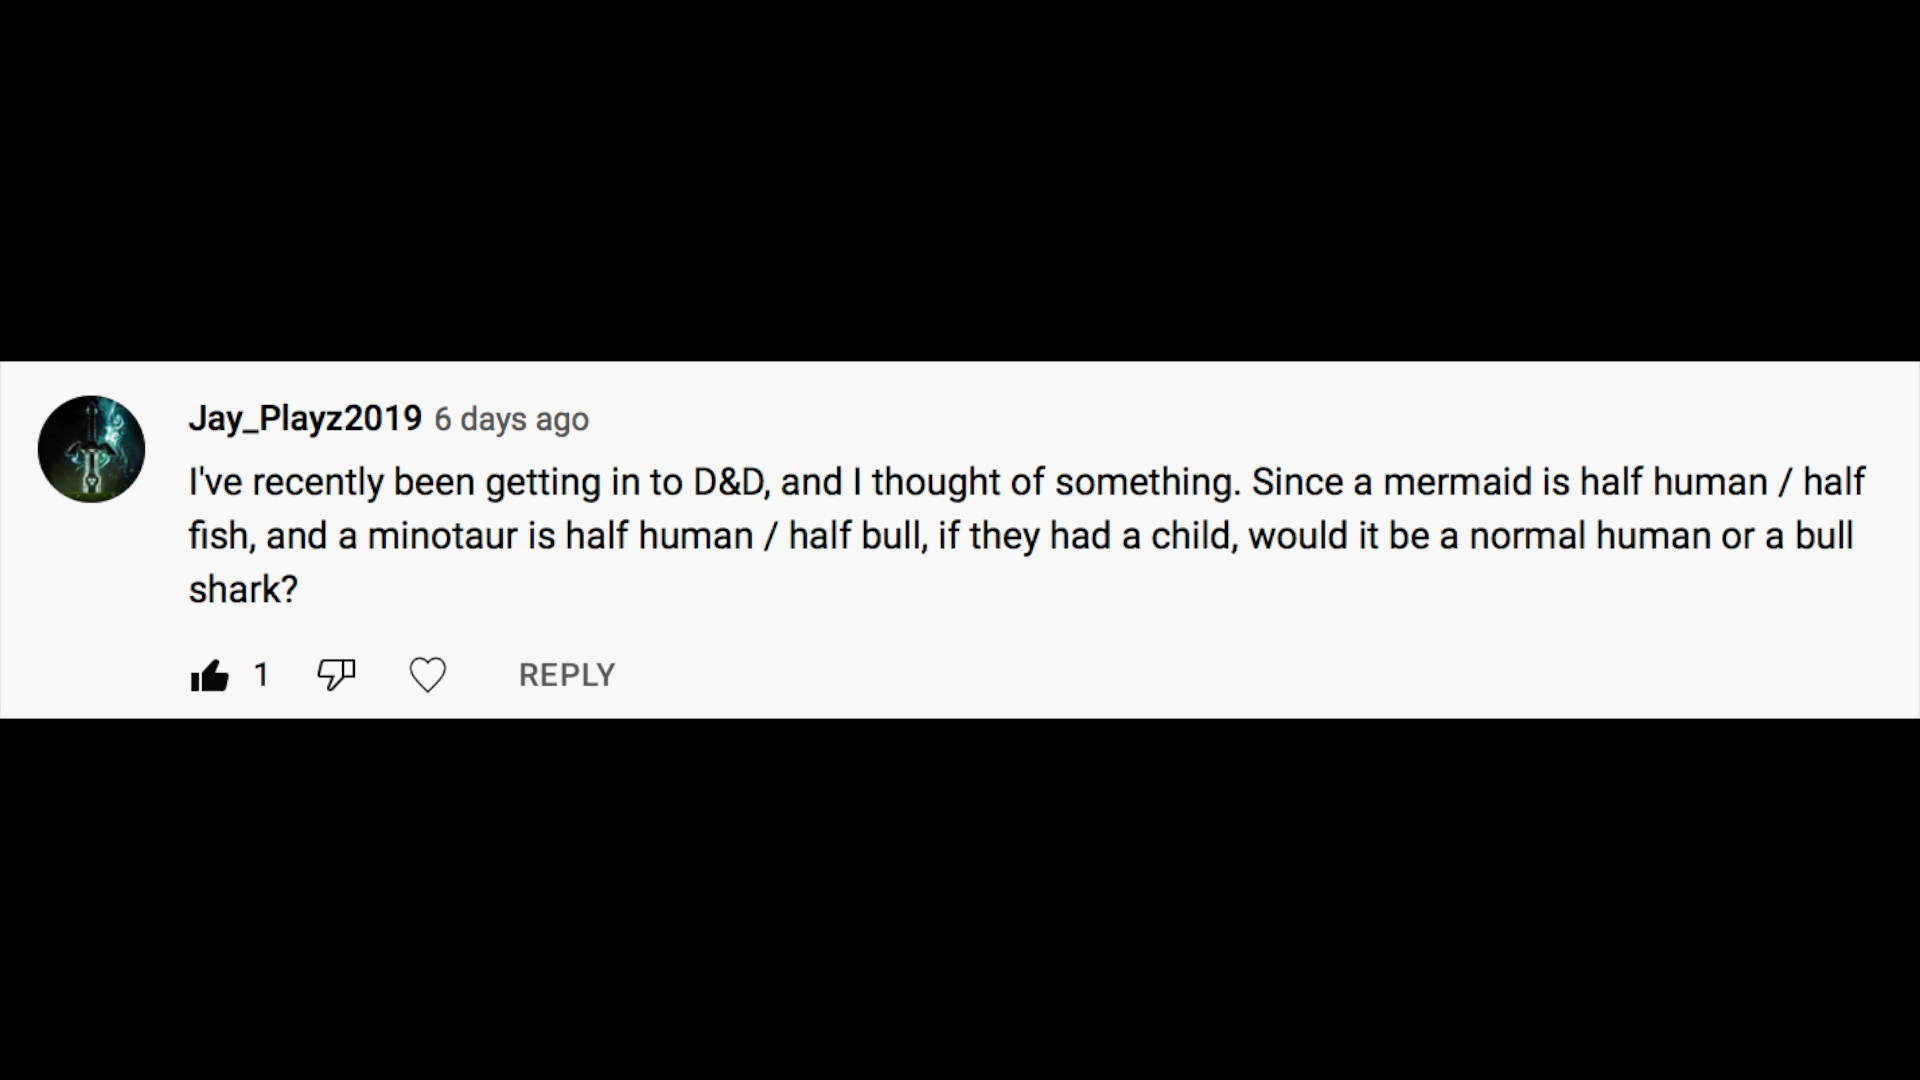 Jay_Playz2019 6 days ago
I've recently been getting in to D&D, and I thought of something. Since a mermaid is half human / half
fish, and a minotaur is half human / half bull, if they had a child, would it be a normal human or a bull
shark?
1 REPLY